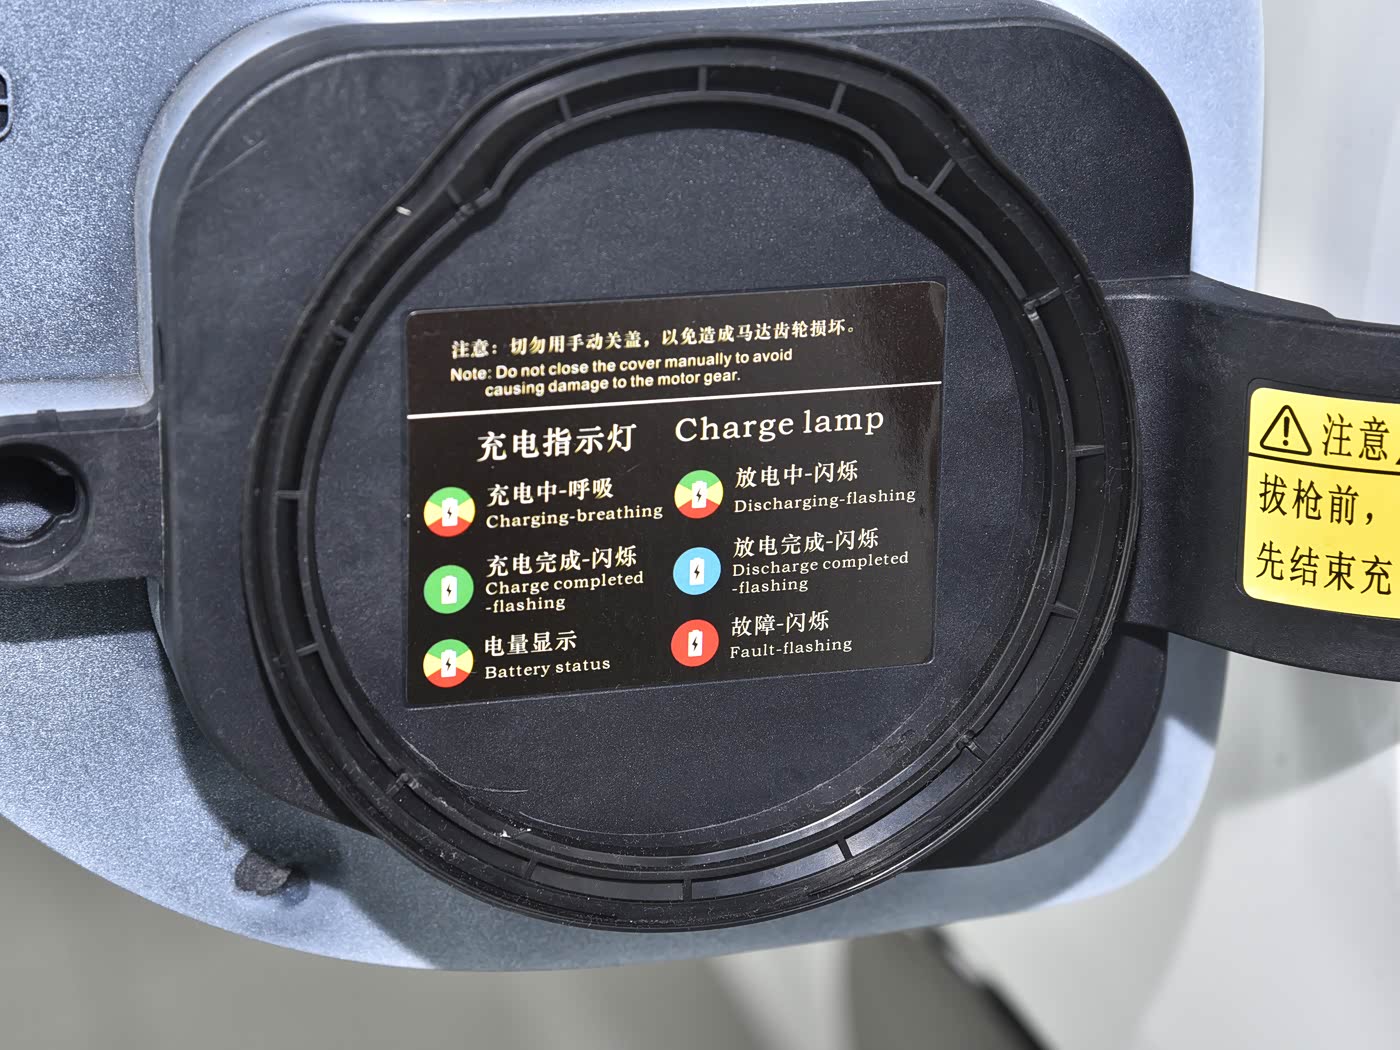 注意：切勿用手动关盖，以免造成马达齿轮损坏。
Note: Do not close the cover manually to avoid
causing damage to the motor gear.
充电指示灯 Charge lamp
充电中-呼吸
Charging-breathing
充电完成-闪烁
Charge completed
-flashing
电量显示
Battery status
放电中-闪烁
Discharging-flashing
放电完成-闪烁
Discharge completed
-flashing
故障-闪烁
Fault-flashing
注意
拔枪前，
先结束充